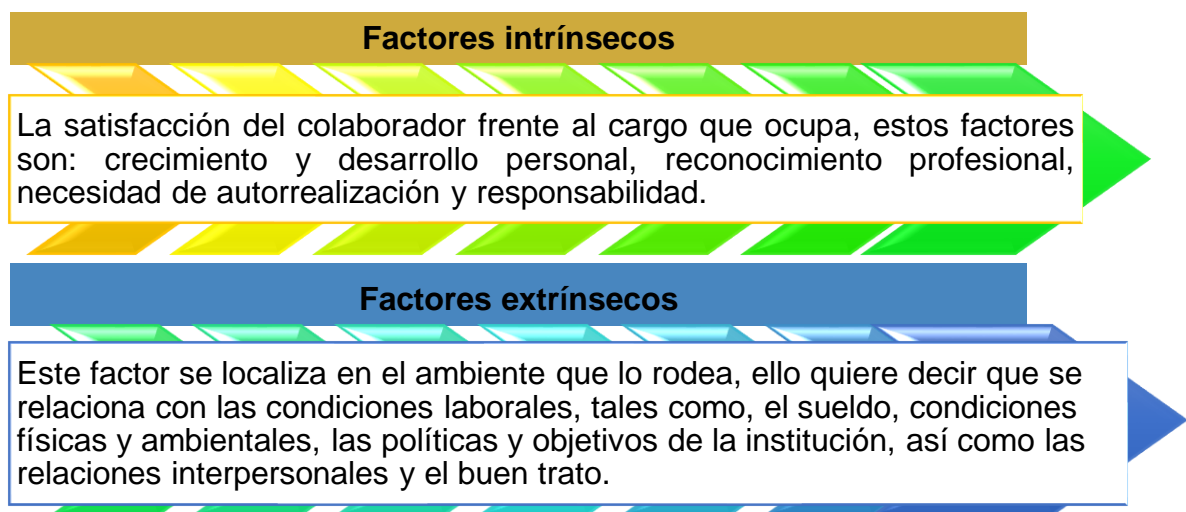 Factores intrínsecos
La satisfacción del colaborador frente al cargo que ocupa, estos factores
son: crecimiento y desarrollo personal, reconocimiento profesional,
necesidad de autorrealización y responsabilidad.
Factores extrínsecos
Este factor se localiza en el ambiente que lo rodea, ello quiere decir que se
relaciona con las condiciones laborales, tales como, el sueldo, condiciones
físicas y ambientales, las políticas y objetivos de la institución, así como las
relaciones interpersonales y el buen trato.